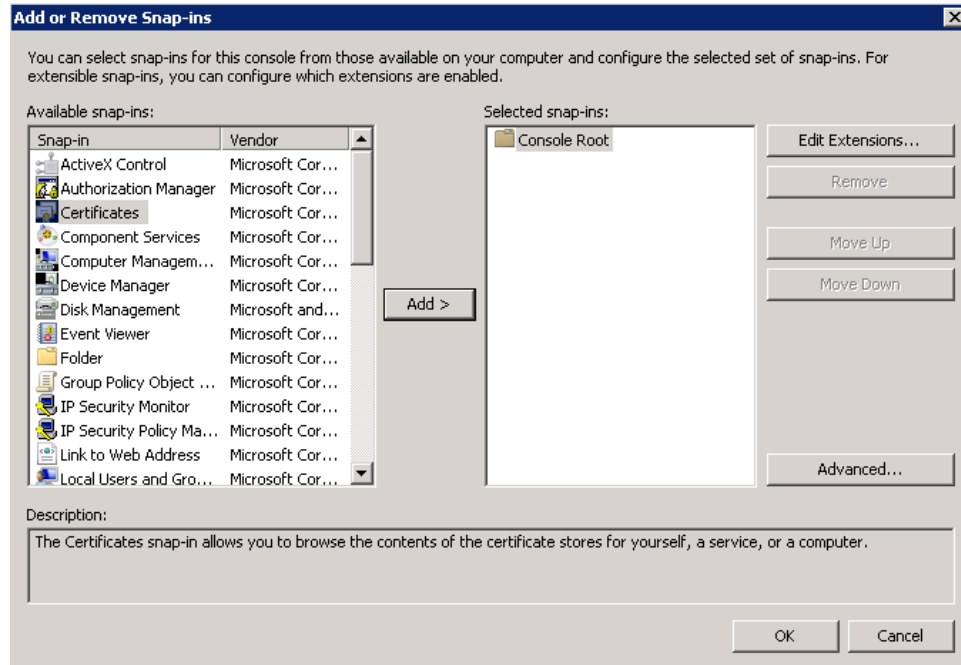 Add or Remove Snap-ins
You can select snap-ins for this console from those available on your computer and configure the selected set of snap-ins. For
extensible snap-ins, you can configure which extensions are enabled.
Available snap-ins:
Snap-in Vendor
ActiveX Control Microsoft Cor...
Authorization Manager Microsoft Cor...
Certificates Microsoft Cor...
Component Services Microsoft Cor...
Computer Managem... Microsoft Cor...
Device Manager Microsoft Cor...
Disk Management Microsoft and...
Event Viewer Microsoft Cor...
Folder Microsoft Cor...
Group Policy Object ... Microsoft Cor...
IP Security Monitor Microsoft Cor...
IP Security Policy Ma... Microsoft Cor...
Link to Web Address Microsoft Cor...
Local Users and Gro... Microsoft Cor...
Add >
Selected snap-ins:
Console Root
Edit Extensions...
Remove
Move Up
Move Down
Advanced...
Description:
The Certificates snap-in allows you to browse the contents of the certificate stores for yourself, a service, or a computer.
OK
Cancel